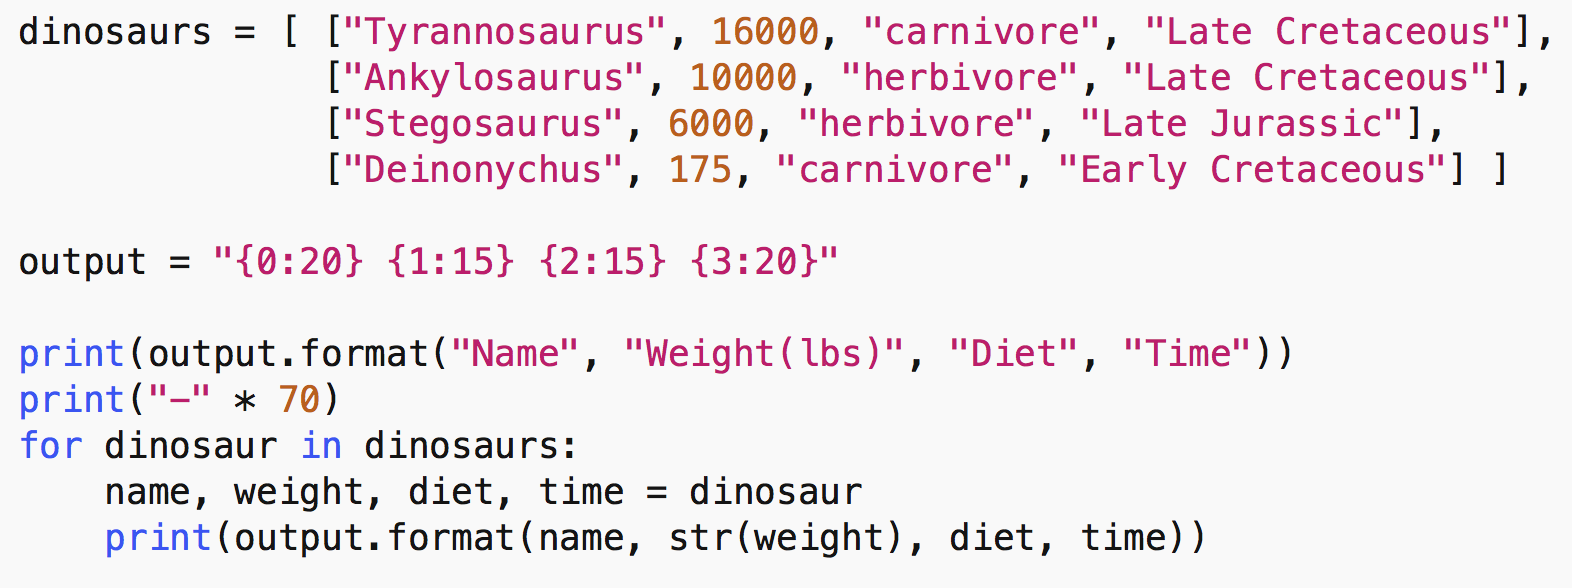 dinosaurs = [ ["Tyrannosaurus", 16000, "carnivore", "Late Cretaceous"],
              ["Ankylosaurus", 10000, "herbivore", "Late Cretaceous"],
              ["Stegosaurus", 6000, "herbivore", "Late Jurassic"],
              ["Deinonychus", 175, "carnivore", "Early Cretaceous"] ]

output = "{0:20} {1:15} {2:15} {3:20}"

print(output.format("Name", "Weight(lbs)", "Diet", "Time"))
print("-" * 70)
for dinosaur in dinosaurs:
    name, weight, diet, time = dinosaur
    print(output.format(name, str(weight), diet, time))